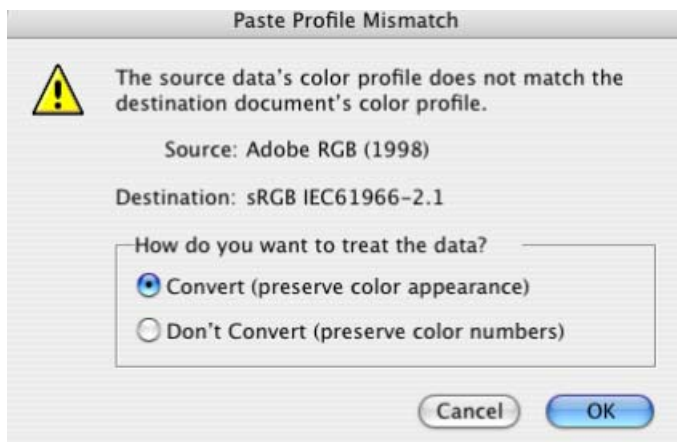 Paste Profile Mismatch
The source data's color profile does not match the
destination document's color profile.
Source: Adobe RGB (1998)
Destination: sRGB IEC61966-2.1
How do you want to treat the data?
Convert (preserve color appearance)
Don't Convert (preserve color numbers)
Cancel OK